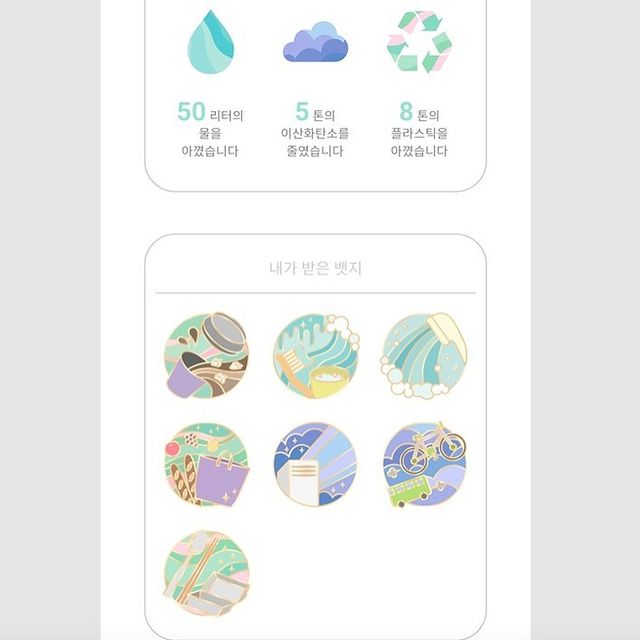 50 리터의 5 톤의 8 톤의
물을 이산화탄소를 플라스틱을
아꼈습니다 줄였습니다 아꼈습니다
내가 받은 뱃지